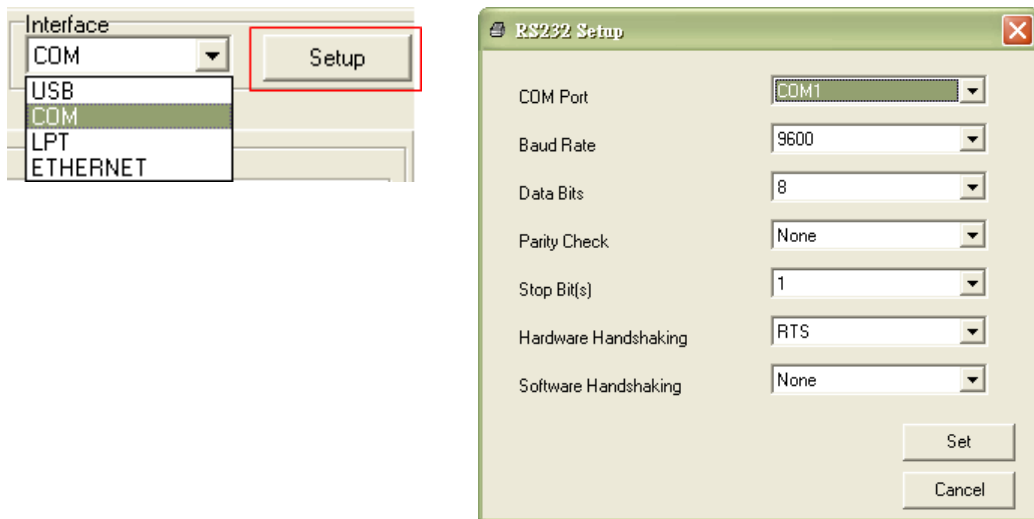 Interface
COM
Setup
USB
COM
LPT
ETHERNET
RS232 Setup
COM Port COM1
Baud Rate 9600
Data Bits 8
Parity Check None
Stop Bit(s) 1
Hardware Handshaking RTS
Software Handshaking None
Set
Cancel